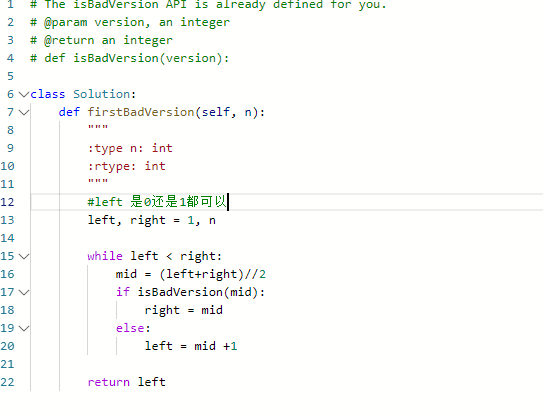 1 # The isBadVersion API is already defined for you.
2 # @param version, an integer
3 # @return an integer
4 # def isBadVersion(version):
5
6 class Solution:
7     def firstBadVersion(self, n):
8         """
9         :type n: int
10         :rtype: int
11         """
12         #left 是0还是1都可以
13         left, right = 1, n
14
15         while left < right:
16             mid = (left+right)//2
17             if isBadVersion(mid):
18                 right = mid
19             else:
20                 left = mid +1
21
22         return left